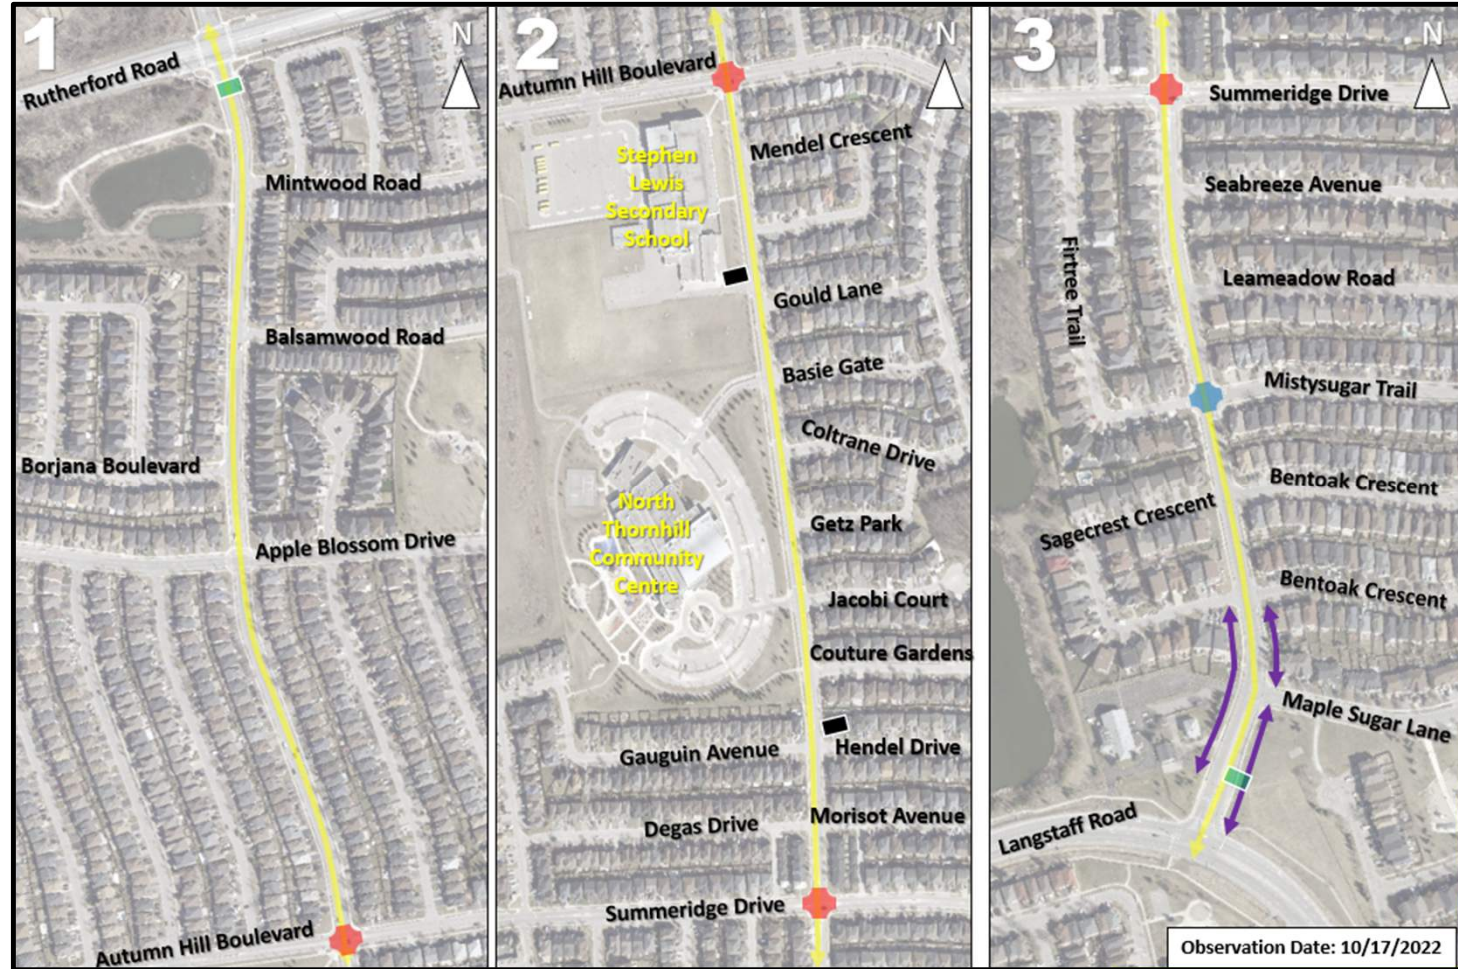 1
N
Rutherford Road
Mintwood Road
Balsamwood Road
Borjana Boulevard
Apple Blossom Drive
Autumn Hill Boulevard
2
N
Autumn Hill Boulevard
Mendel Crescent
Stephen
Lewis
Secondary
School
Gould Lane
Basie Gate
Coltrane Drive
North
Thornhill
Community
Centre
Getz Park
Jacobi Court
Couture Gardens
Gauguin Avenue
Hendel Drive
Degas Drive
Morisot Avenue
Summeridge Drive
3
N
Summeridge Drive
Seabreeze Avenue
Firtree Trail
Leameadow Road
Mistysugar Trail
Bentoak Crescent
Sagecrest Crescent
Bentoak Crescent
Maple Sugar Lane
Langstaff Road
Observation Date: 10/17/2022